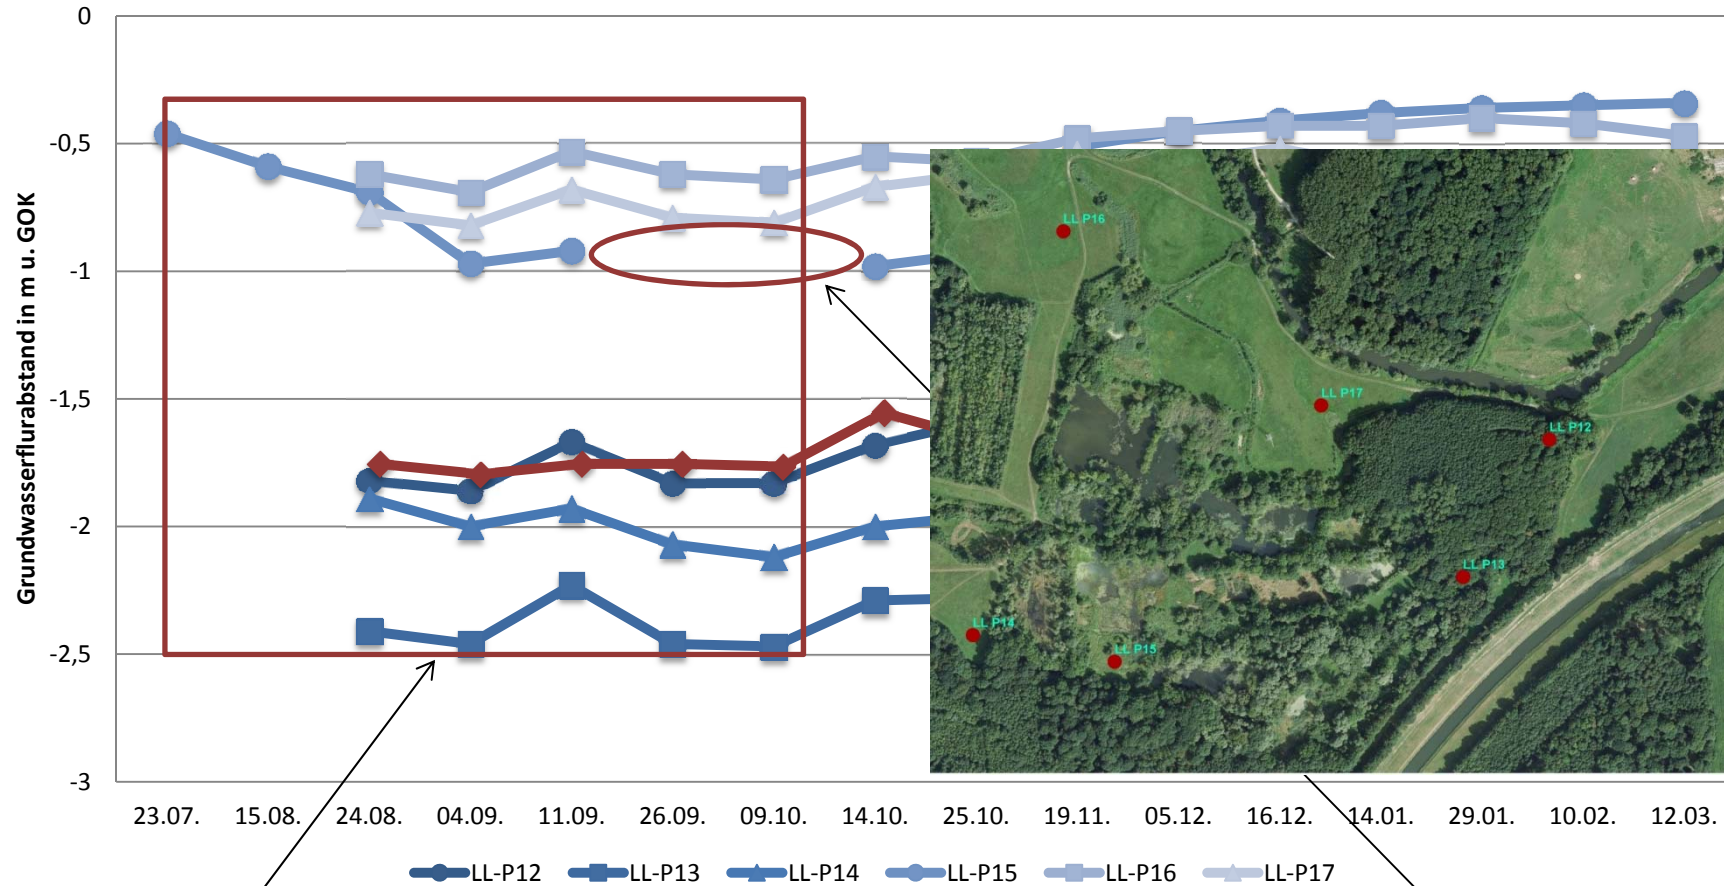 Grundwasserflurabstand in m u. GOK
0
-0,5
-1
-1,5
-2
-2,5
-3
LL P16
LL P17
LL P12
LL P13
LL P14
LL P15
23.07. 15.08. 24.08. 04.09. 11.09. 26.09. 09.10. 14.10. 25.10. 19.11. 05.12. 16.12. 14.01. 29.01. 10.02. 12.03.
LL-P12 LL-P13 LL-P14 LL-P15 LL-P16 LL-P17